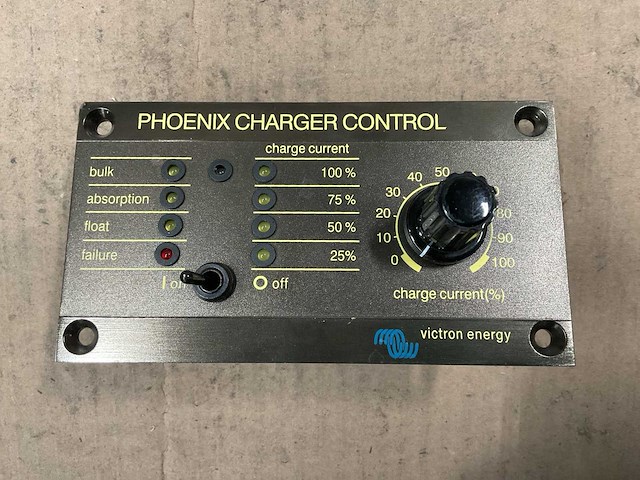 PHOENIX CHARGER CONTROL
charge current
bulk
100 %
absorption
75 %
float
50 %
failure
25%
I on
O off
0
10
20
30
40
50
80
90
100
charge current(%)
victron energy